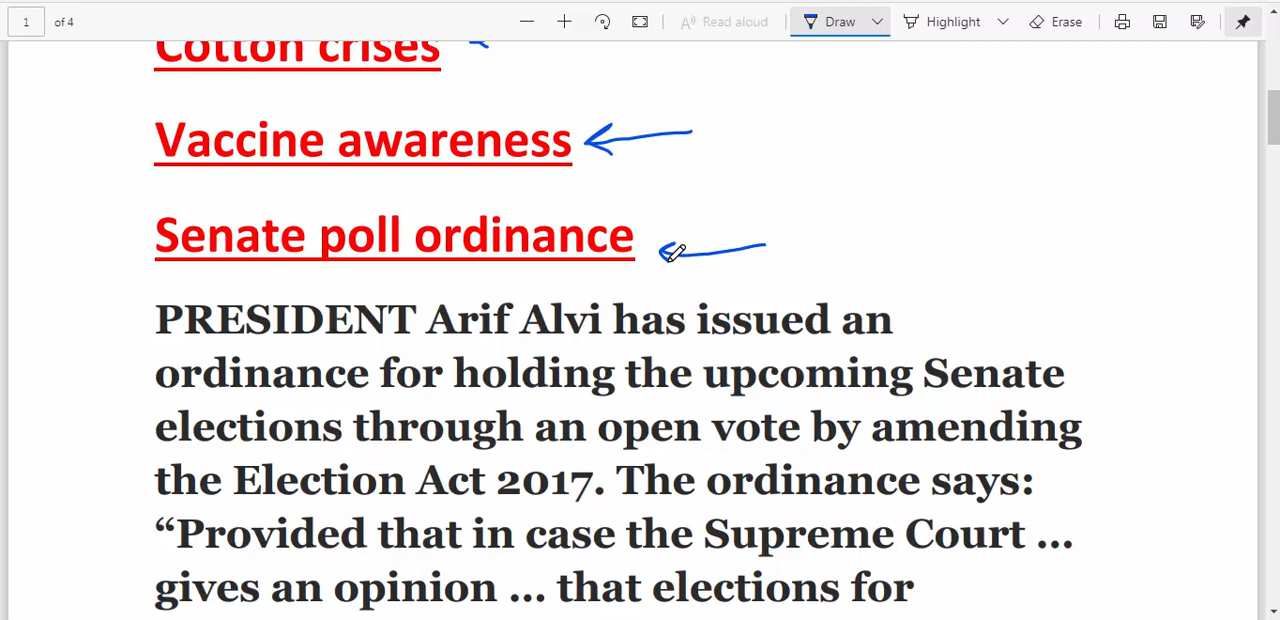 1 of 4 Read aloud Draw Highlight Erase
Cotton crises
Vaccine awareness
Senate poll ordinance
PRESIDENT Arif Alvi has issued an
ordinance for holding the upcoming Senate
elections through an open vote by amending
the Election Act 2017. The ordinance says:
“Provided that in case the Supreme Court ...
gives an opinion ... that elections for